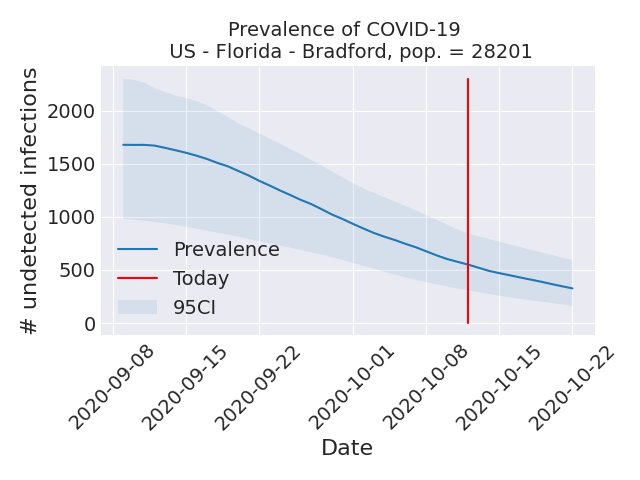 Prevalence of COVID-19
US - Florida - Bradford, pop. = 28201
# undetected infections
2000
1500
1000
500
0
Prevalence
Today
95CI
2020-09-08
2020-09-15
2020-09-22
2020-10-01
2020-10-08
2020-10-15
2020-10-22
Date